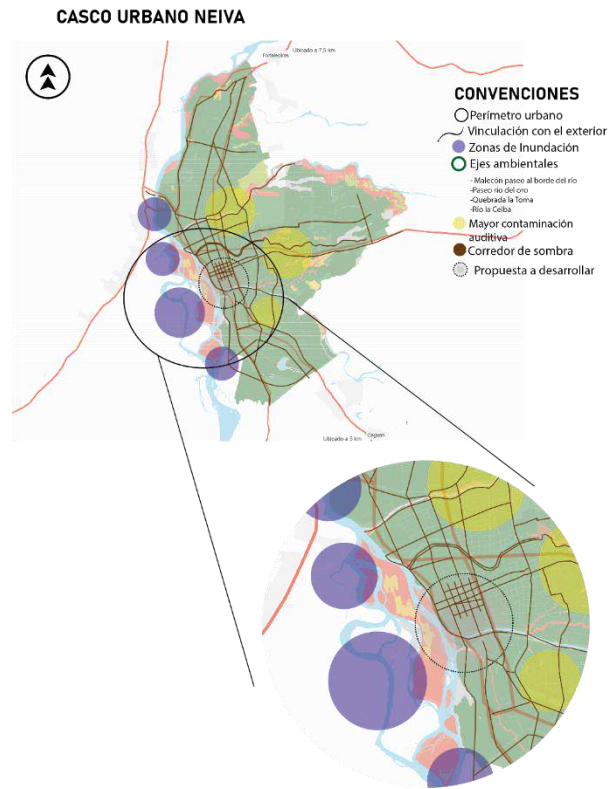 CASCO URBANO NEIVA
Ubicado a 7,5 km
Fortalecillas
CONVENCIONES
Perímetro urbano
Vinculación con el exterior
Zonas de Inundación
Ejes ambientales
- Malecón paseo al borde del río
-Paseo rio del oro
-Quebrada la Toma
-Río la Ceiba
Mayor contaminación
auditiva
Corredor de sombra
Propuesta a desarrollar
Ubicado a 5 km